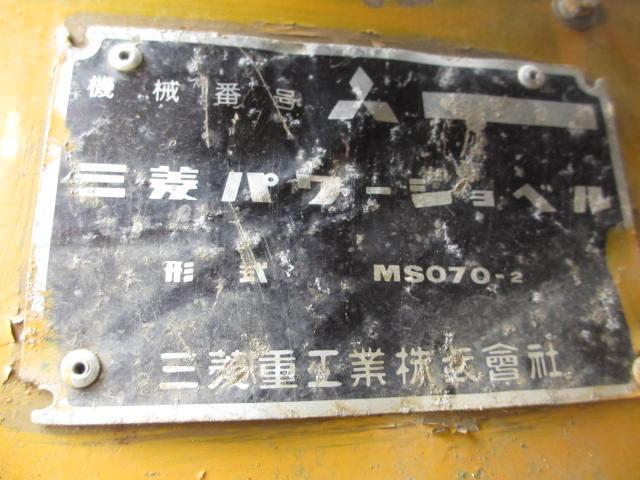 機械番号
三菱パワーショベル
形式 MS070-2
三菱重工業株式會社